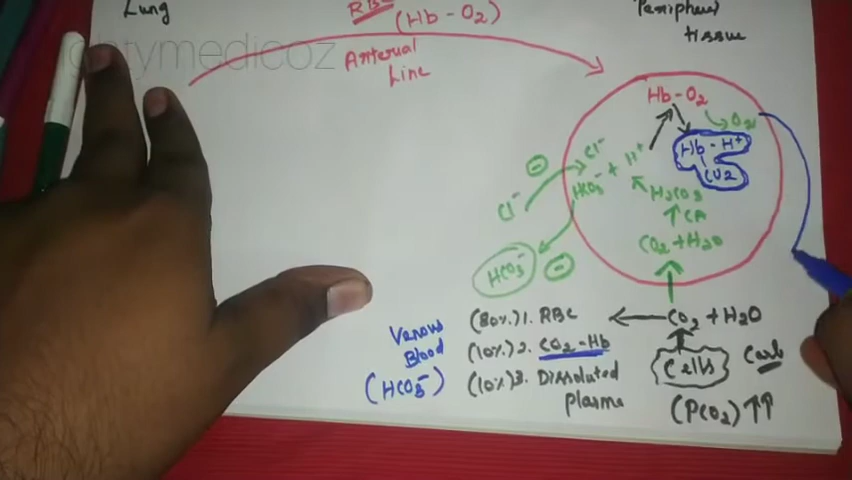 Lung
RBC
(Hb-O2)
Peripheral
tissue
Arterial
Line
Hb-O2
O2
Hb-H+
CO2
Cl-
HCO3- + H+
H2CO3
CA
CO2+H2O
Cl-
HCO3-
Venous
Blood
(HCO3-)
(80%) 1. RBC
(10%) 2. CO2-Hb
(10%) 3. Dissoluted
plasma
CO2 + H2O
Cells
Carb
(PCO2) ↑↑